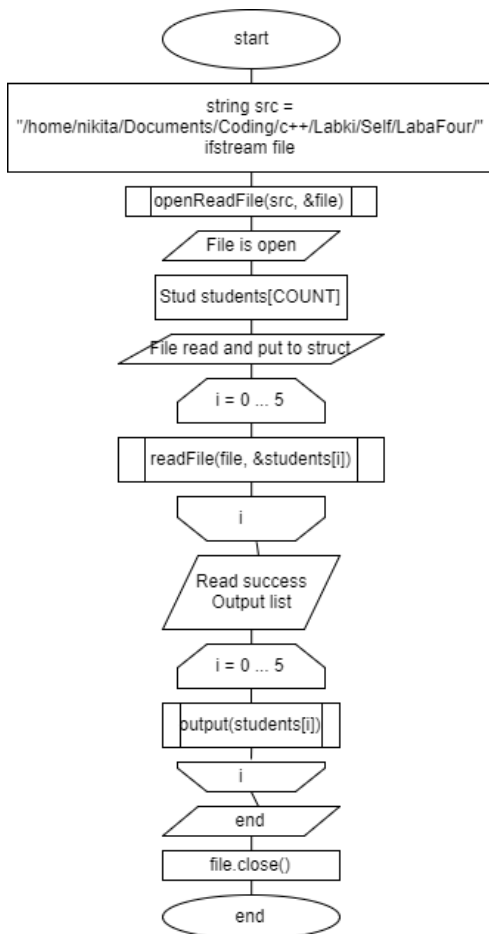 start
string src =
"/home/nikita/Documents/Coding/c++/Labki/Self/LabaFour/"
ifstream file
openReadFile(src, &file)
File is open
Stud students[COUNT]
File read and put to struct
i = 0 ... 5
readFile(file, &students[i])
i
Read success
Output list
i = 0 ... 5
output(students[i])
i
end
file.close()
end